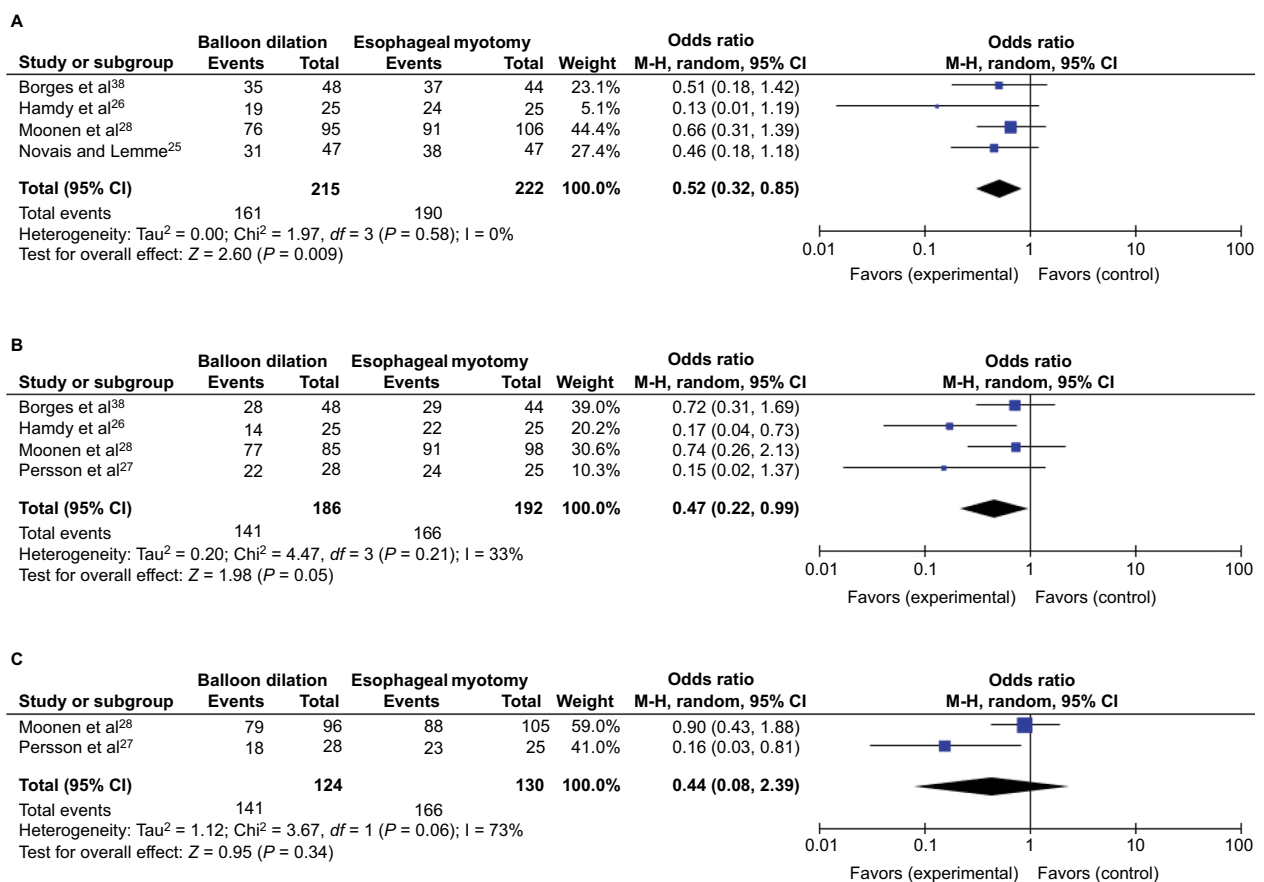 A
Balloon dilation Esophageal myotomy Odds ratio Odds ratio
Study or subgroup Events Total Events Total Weight M-H, random, 95% CI M-H, random, 95% CI
Borges et al38 35 48 37 44 23.1% 0.51 (0.18, 1.42)
Hamdy et al26 19 25 24 25 5.1% 0.13 (0.01, 1.19)
Moonen et al28 76 95 91 106 44.4% 0.66 (0.31, 1.39)
Novais and Lemme25 31 47 38 47 27.4% 0.46 (0.18, 1.18)
Total (95% CI) 215 222 100.0% 0.52 (0.32, 0.85)
Total events 161 190
Heterogeneity: Tau2 = 0.00; Chi2 = 1.97, df = 3 (P = 0.58); I = 0%
Test for overall effect: Z = 2.60 (P = 0.009)
0.01 0.1 1 10 100
Favors (experimental) Favors (control)
B
Balloon dilation Esophageal myotomy Odds ratio Odds ratio
Study or subgroup Events Total Events Total Weight M-H, random, 95% CI M-H, random, 95% CI
Borges et al38 28 48 29 44 39.0% 0.72 (0.31, 1.69)
Hamdy et al26 14 25 22 25 20.2% 0.17 (0.04, 0.73)
Moonen et al28 77 85 91 98 30.6% 0.74 (0.26, 2.13)
Persson et al27 22 28 24 25 10.3% 0.15 (0.02, 1.37)
Total (95% CI) 186 192 100.0% 0.47 (0.22, 0.99)
Total events 141 166
Heterogeneity: Tau2 = 0.20; Chi2 = 4.47, df = 3 (P = 0.21); I = 33%
Test for overall effect: Z = 1.98 (P = 0.05)
0.01 0.1 1 10 100
Favors (experimental) Favors (control)
C
Balloon dilation Esophageal myotomy Odds ratio Odds ratio
Study or subgroup Events Total Events Total Weight M-H, random, 95% CI M-H, random, 95% CI
Moonen et al28 79 96 88 105 59.0% 0.90 (0.43, 1.88)
Persson et al27 18 28 23 25 41.0% 0.16 (0.03, 0.81)
Total (95% CI) 124 130 100.0% 0.44 (0.08, 2.39)
Total events 141 166
Heterogeneity: Tau2 = 1.12; Chi2 = 3.67, df = 1 (P = 0.06); I = 73%
Test for overall effect: Z = 0.95 (P = 0.34)
0.01 0.1 1 10 100
Favors (experimental) Favors (control)